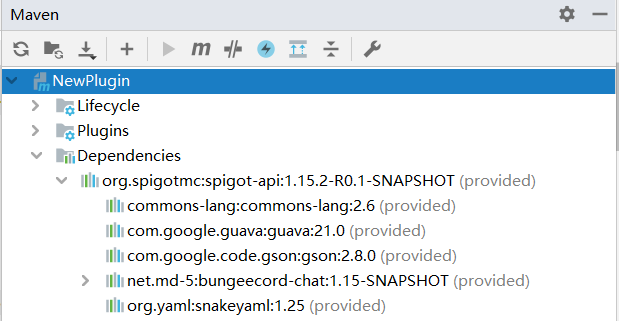 Maven
NewPlugin
Lifecycle
Plugins
Dependencies
org.spigotmc:spigot-api:1.15.2-R0.1-SNAPSHOT (provided)
commons-lang:commons-lang:2.6 (provided)
com.google.guava:guava:21.0 (provided)
com.google.code.gson:gson:2.8.0 (provided)
net.md-5:bungeecord-chat:1.15-SNAPSHOT (provided)
org.yaml:snakeyaml:1.25 (provided)